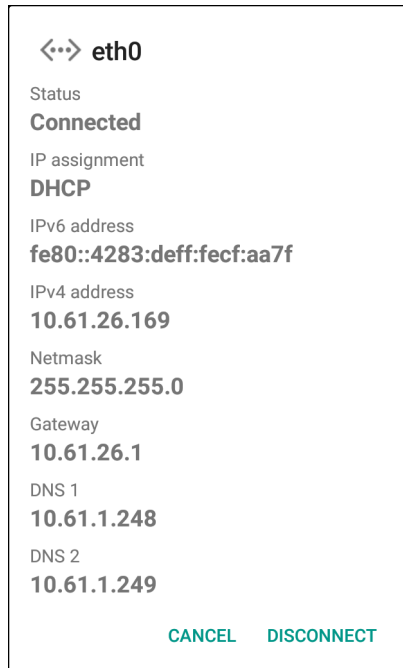 eth0
Status
Connected
IP assignment
DHCP
IPv6 address
fe80::4283:deff:fecf:aa7f
IPv4 address
10.61.26.169
Netmask
255.255.255.0
Gateway
10.61.26.1
DNS 1
10.61.1.248
DNS 2
10.61.1.249
CANCEL DISCONNECT